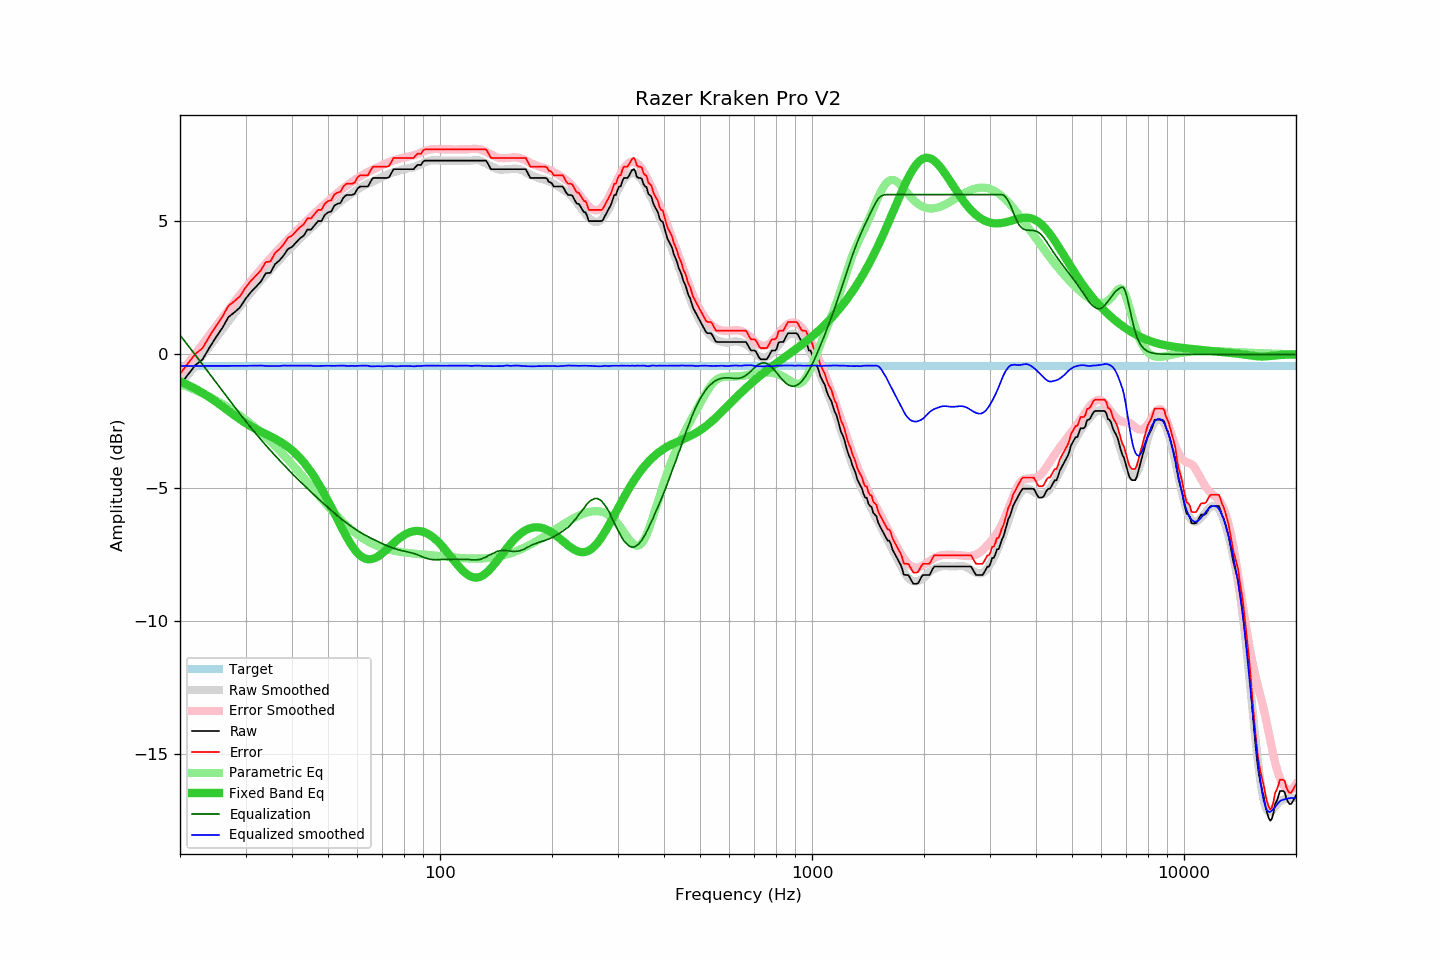 Razer Kraken Pro V2
Amplitude (dBr)
5
0
−5
−10
−15
Target
Raw Smoothed
Error Smoothed
Raw
Error
Parametric Eq
Fixed Band Eq
Equalization
Equalized smoothed
100
1000
10000
Frequency (Hz)